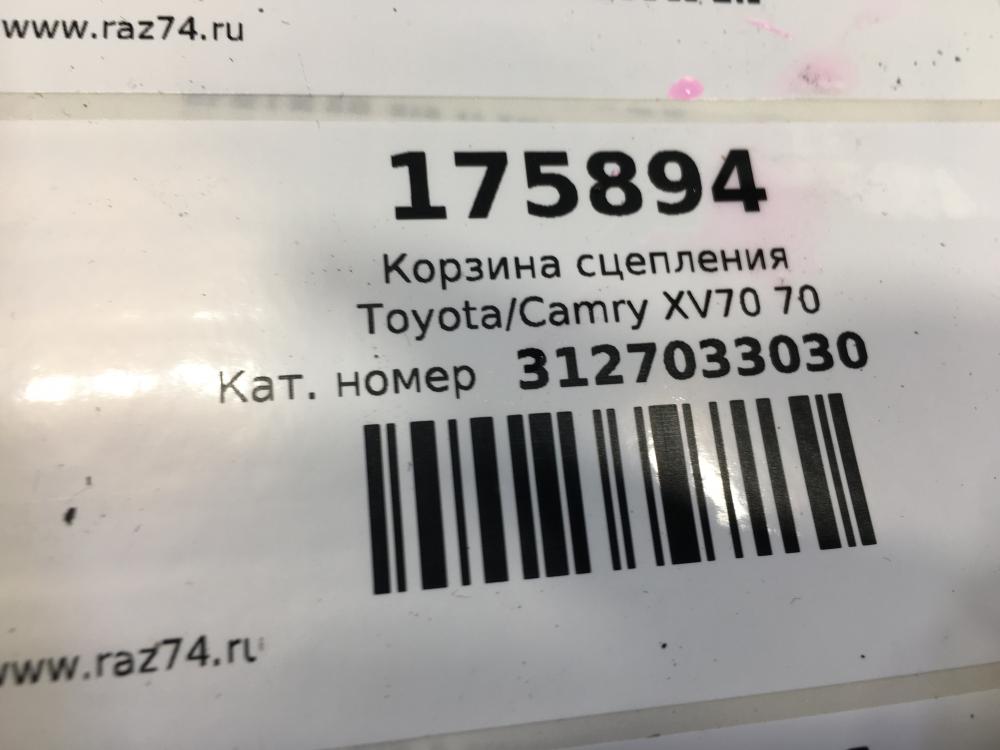 www.raz74.ru
175894
Корзина сцепления
Toyota/Camry XV70 70
Кат. номер 3127033030
www.raz74.ru